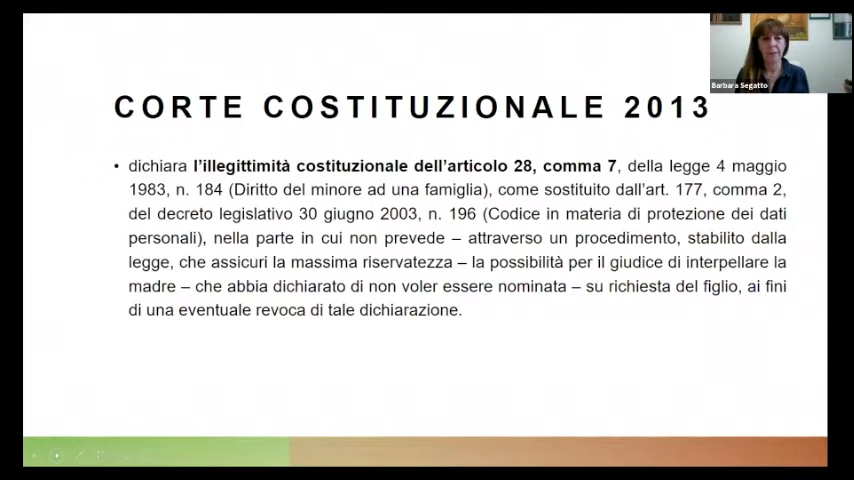 Barbara Segatto
CORTE COSTITUZIONALE 2013
• dichiara l'illegittimità costituzionale dell'articolo 28, comma 7, della legge 4 maggio
1983, n. 184 (Diritto del minore ad una famiglia), come sostituito dall'art. 177, comma 2,
del decreto legislativo 30 giugno 2003, n. 196 (Codice in materia di protezione dei dati
personali), nella parte in cui non prevede – attraverso un procedimento, stabilito dalla
legge, che assicuri la massima riservatezza – la possibilità per il giudice di interpellare la
madre – che abbia dichiarato di non voler essere nominata – su richiesta del figlio, ai fini
di una eventuale revoca di tale dichiarazione.